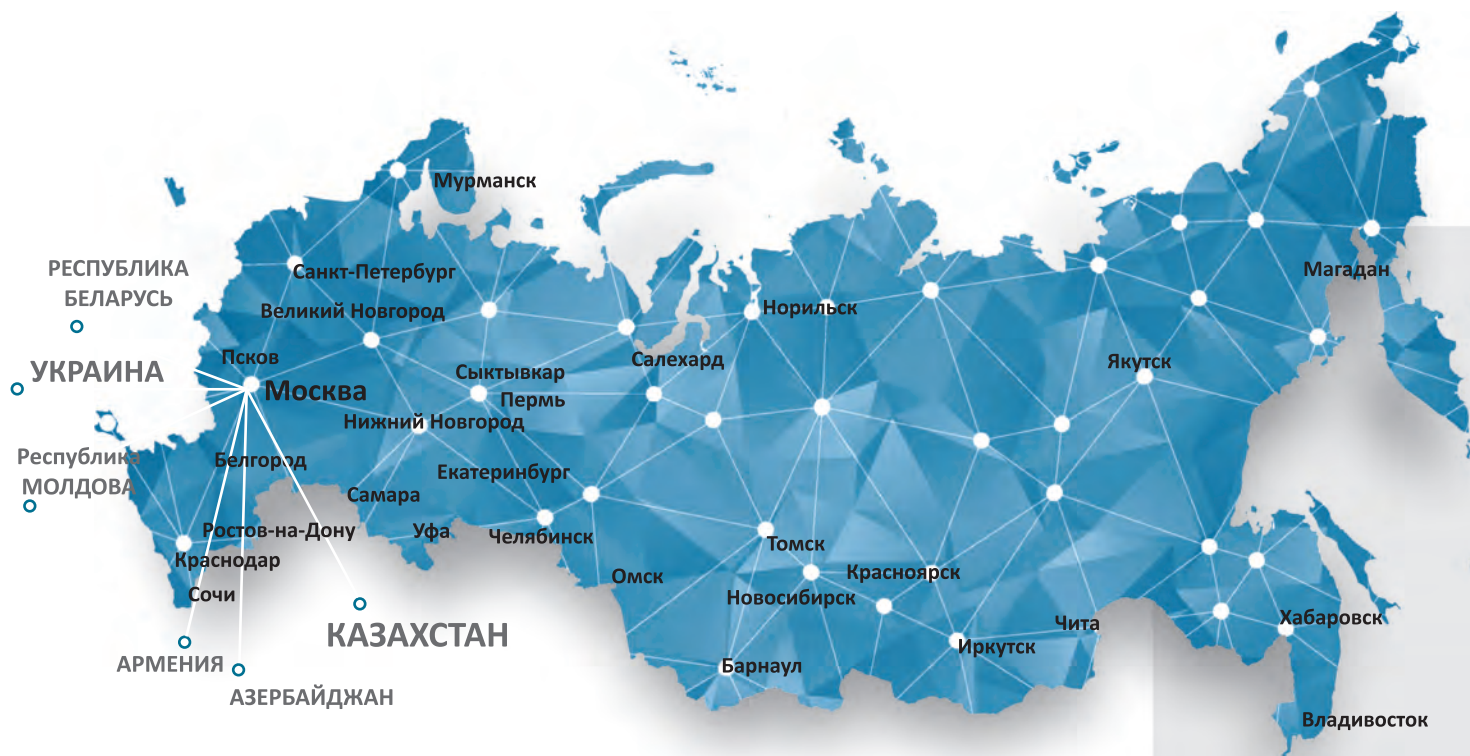 Мурманск
РЕСПУБЛИКА
БЕЛАРУСЬ
Санкт-Петербург
Магадан
Великий Новгород
Норильск
Псков
Салехард
Якутск
УКРАИНА
Сыктывкар
Москва
Пермь
Нижний Новгород
Республика
МОЛДОВА
Белгород
Екатеринбург
Самара
Ростов-на-Дону
Уфа
Челябинск
Томск
Краснодар
Омск
Красноярск
Сочи
Новосибирск
Чита
Хабаровск
КАЗАХСТАН
Иркутск
АРМЕНИЯ
Барнаул
АЗЕРБАЙДЖАН
Владивосток